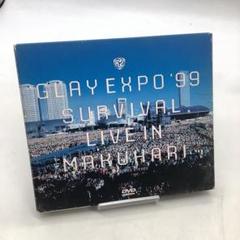 GLAY EXPO '99
SURVIVAL
LIVE IN
MAKUHARI
DVD